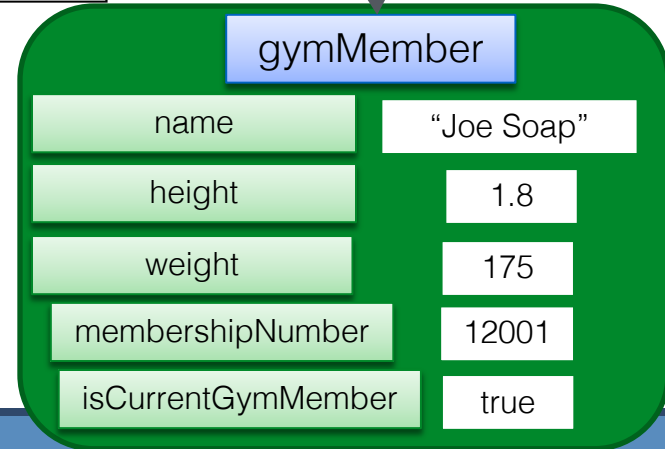 gymMember
name “Joe Soap”
height 1.8
weight 175
membershipNumber 12001
isCurrentGymMember true